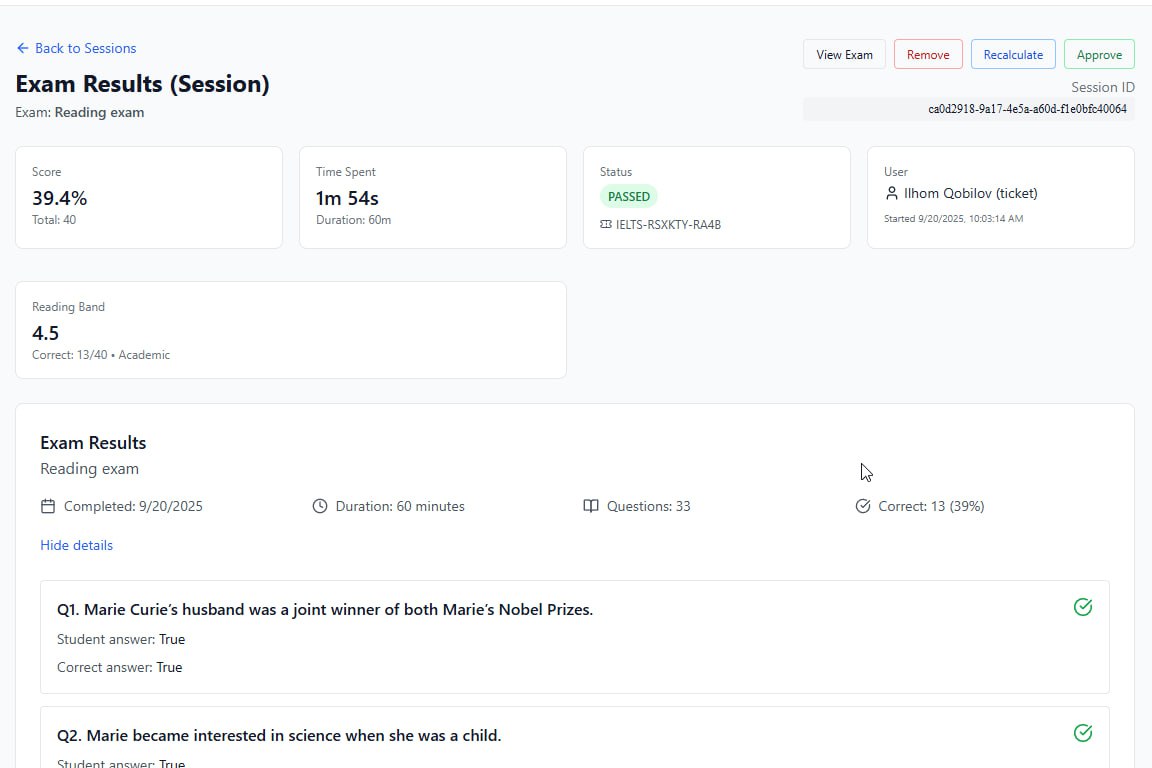 Back to Sessions
View Exam
Remove
Recalculate
Approve
Exam Results (Session)
Exam: Reading exam
Session ID
ca0d2918-9a17-4e5a-a60d-f1e0bfc40064
Score
39.4%
Total: 40
Time Spent
1m 54s
Duration: 60m
Status
PASSED
IELTS-RSXKTY-RA4B
User
Ilhom Qobilov (ticket)
Started 9/20/2025, 10:03:14 AM
Reading Band
4.5
Correct: 13/40 • Academic
Exam Results
Reading exam
Completed: 9/20/2025
Duration: 60 minutes
Questions: 33
Correct: 13 (39%)
Hide details
Q1. Marie Curie’s husband was a joint winner of both Marie’s Nobel Prizes.
Student answer: True
Correct answer: True
Q2. Marie became interested in science when she was a child.
Student answer: True